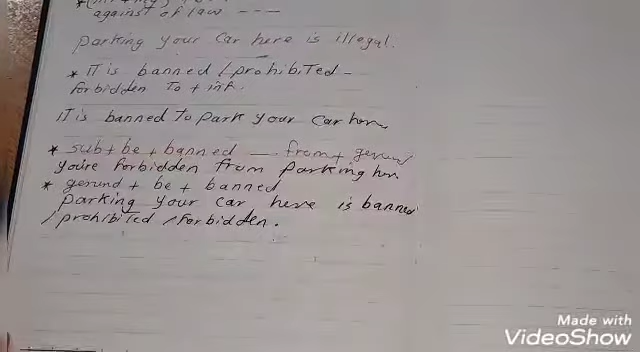 against of law ---
parking your car here is illegal.
* IT is banned / prohibited -
forbidden To + inf.
IT is banned To park your car here
* sub + be + banned --- from + gerund
you're forbidden from parking
* gerund + be + banned
parking your car here is banned
/ prohibited / forbidden.
Made with
VideoShow